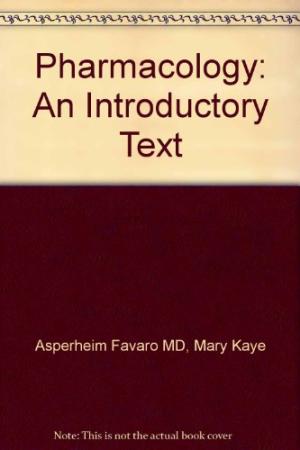 Pharmacology:
An Introductory
Text
Asperheim Favaro MD, Mary Kaye
Note: This is not the actual book cover